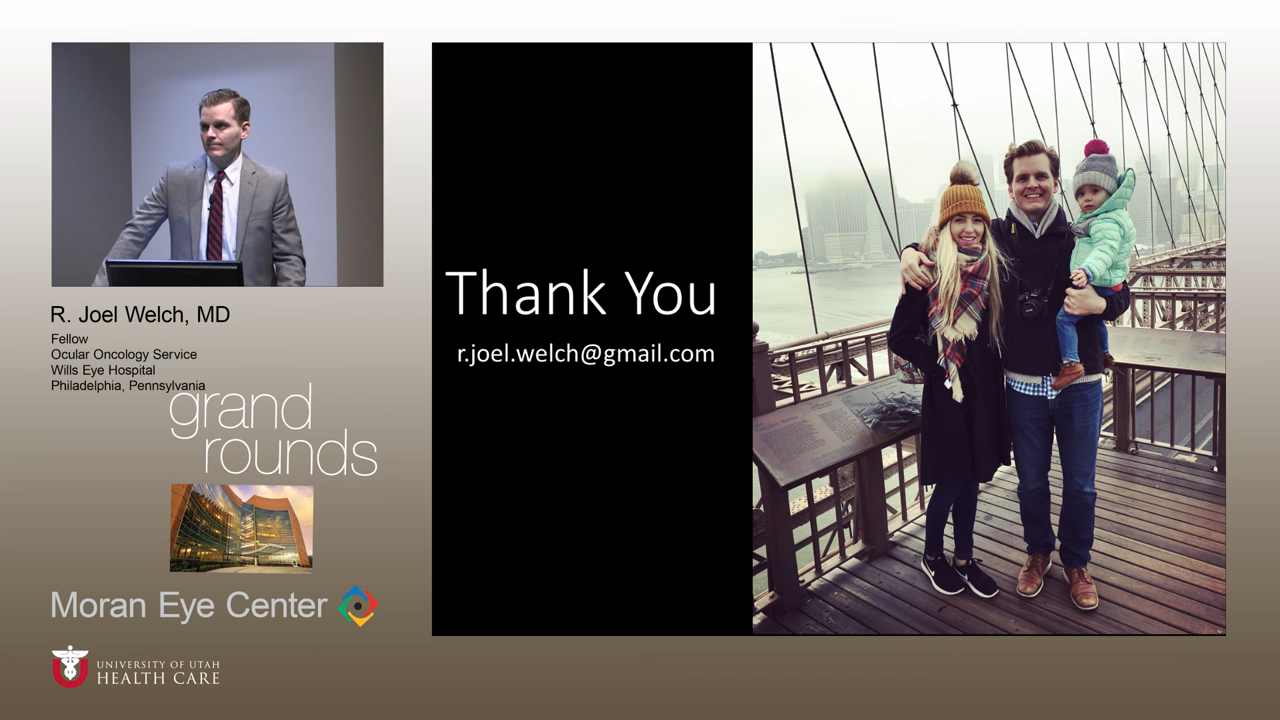 R. Joel Welch, MD
Fellow
Ocular Oncology Service
Wills Eye Hospital
Philadelphia, Pennsylvania
grand
rounds
Moran Eye Center
UNIVERSITY OF UTAH
HEALTH CARE
Thank You
r.joel.welch@gmail.com